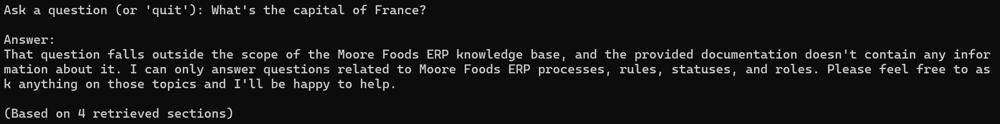 Ask a question (or 'quit'): What's the capital of France?
Answer:
That question falls outside the scope of the Moore Foods ERP knowledge base, and the provided documentation doesn't contain any infor
mation about it. I can only answer questions related to Moore Foods ERP processes, rules, statuses, and roles. Please feel free to as
k anything on those topics and I'll be happy to help.
(Based on 4 retrieved sections)